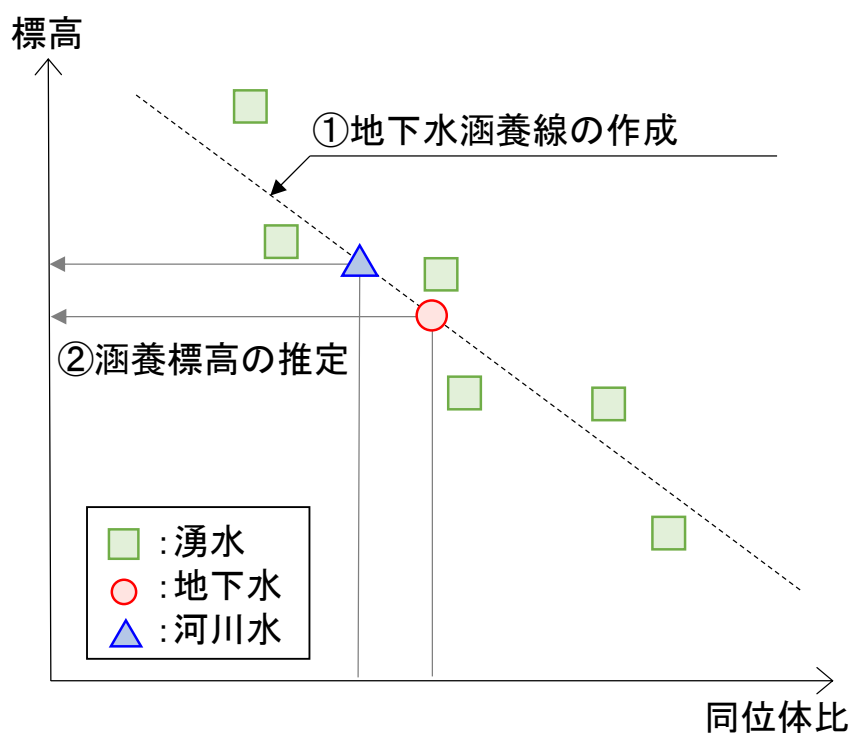 標高
①地下水涵養線の作成
②涵養標高の推定
：湧水
：地下水
：河川水
同位体比